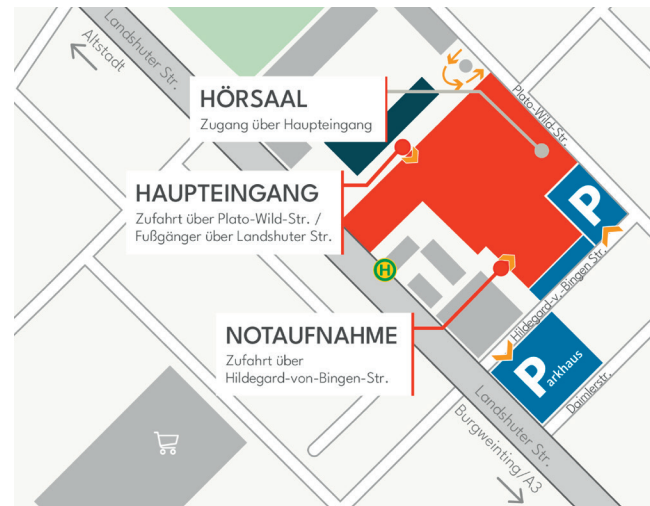 Landshuter Str.
Altstadt
HÖRSAAL
Zugang über Haupteingang
Plato-Wild-Str.
HAUPTEINGANG
Zufahrt über Plato-Wild-Str. /
Fußgänger über Landshuter Str.
P
H
Hildegard-v.-Bingen Str.
NOTAUFNAHME
Zufahrt über
Hildegard-von-Bingen-Str.
Parkhaus
Daimlerstr.
Landshuter Str.
Burgweinting/A3